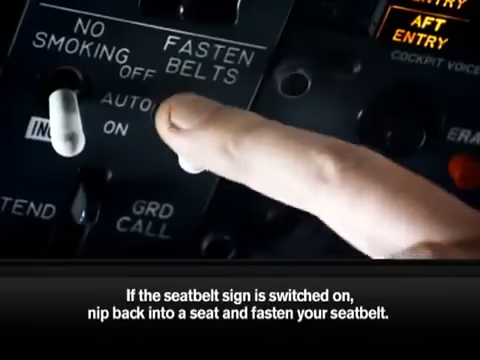 ENTRY
AFT
ENTRY
NO
SMOKING
FASTEN
BELTS
OFF
AUTO
ON
COCKPIT VOICE
GRD
CALL
If the seatbelt sign is switched on,
nip back into a seat and fasten your seatbelt.